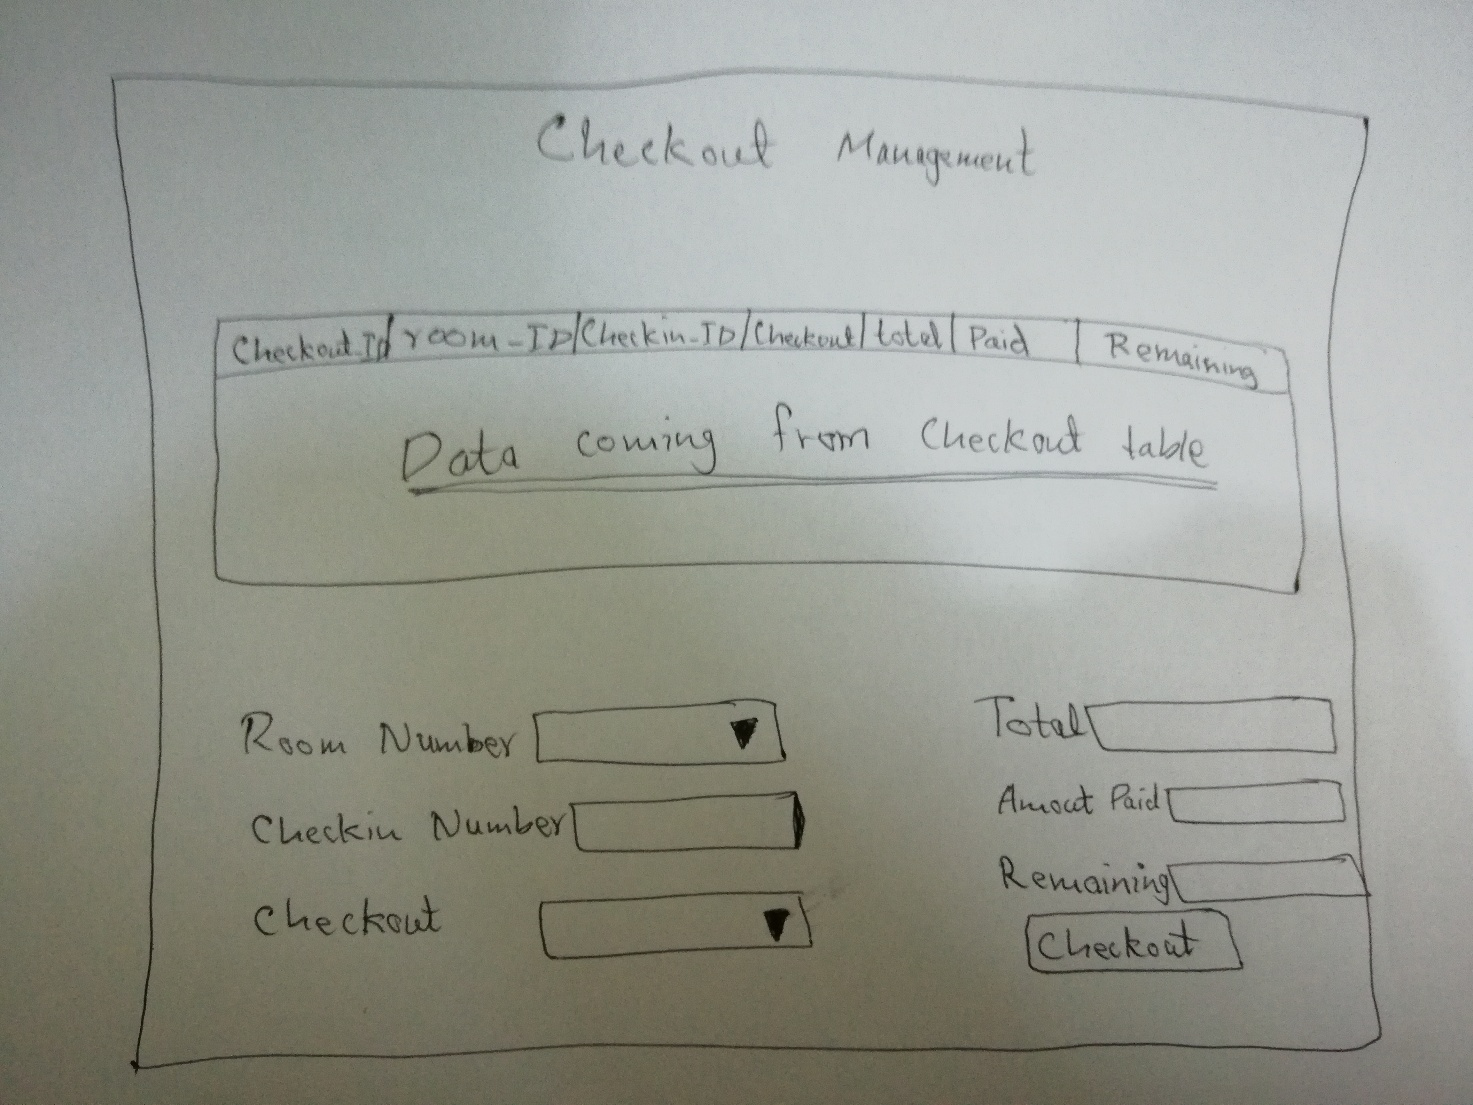 Checkout Management
Checkout_Id room_ID Checkin_ID Checkout total Paid Remaining
Data coming from Checkout table
Room Number
Total
Checkin Number
Amout Paid
Remaining
Checkout
Checkout